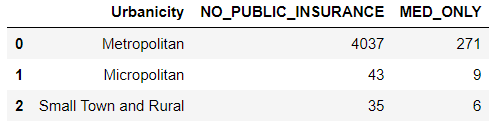 Urbanicity NO_PUBLIC_INSURANCE MED_ONLY
0 Metropolitan 4037 271
1 Micropolitan 43 9
2 Small Town and Rural 35 6